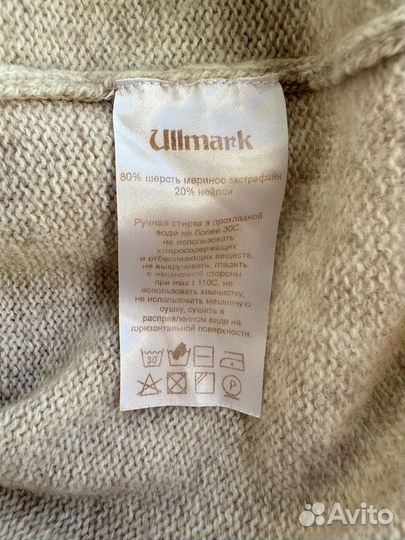 Ullmark
80% шерсть меринос экстрафайн
20% нейлон
Ручная стирка в прохладной
воде не более 30С.
не использовать
хлоросодержащих
и отбеливающих веществ,
не выкручивать, гладить
с изнаночной стороны
при max t 110С, не
использовать химчистку,
не использовать машинную
сушку, сушить в
расправленном виде на
горизонтальной поверхности.
30
P
Avito